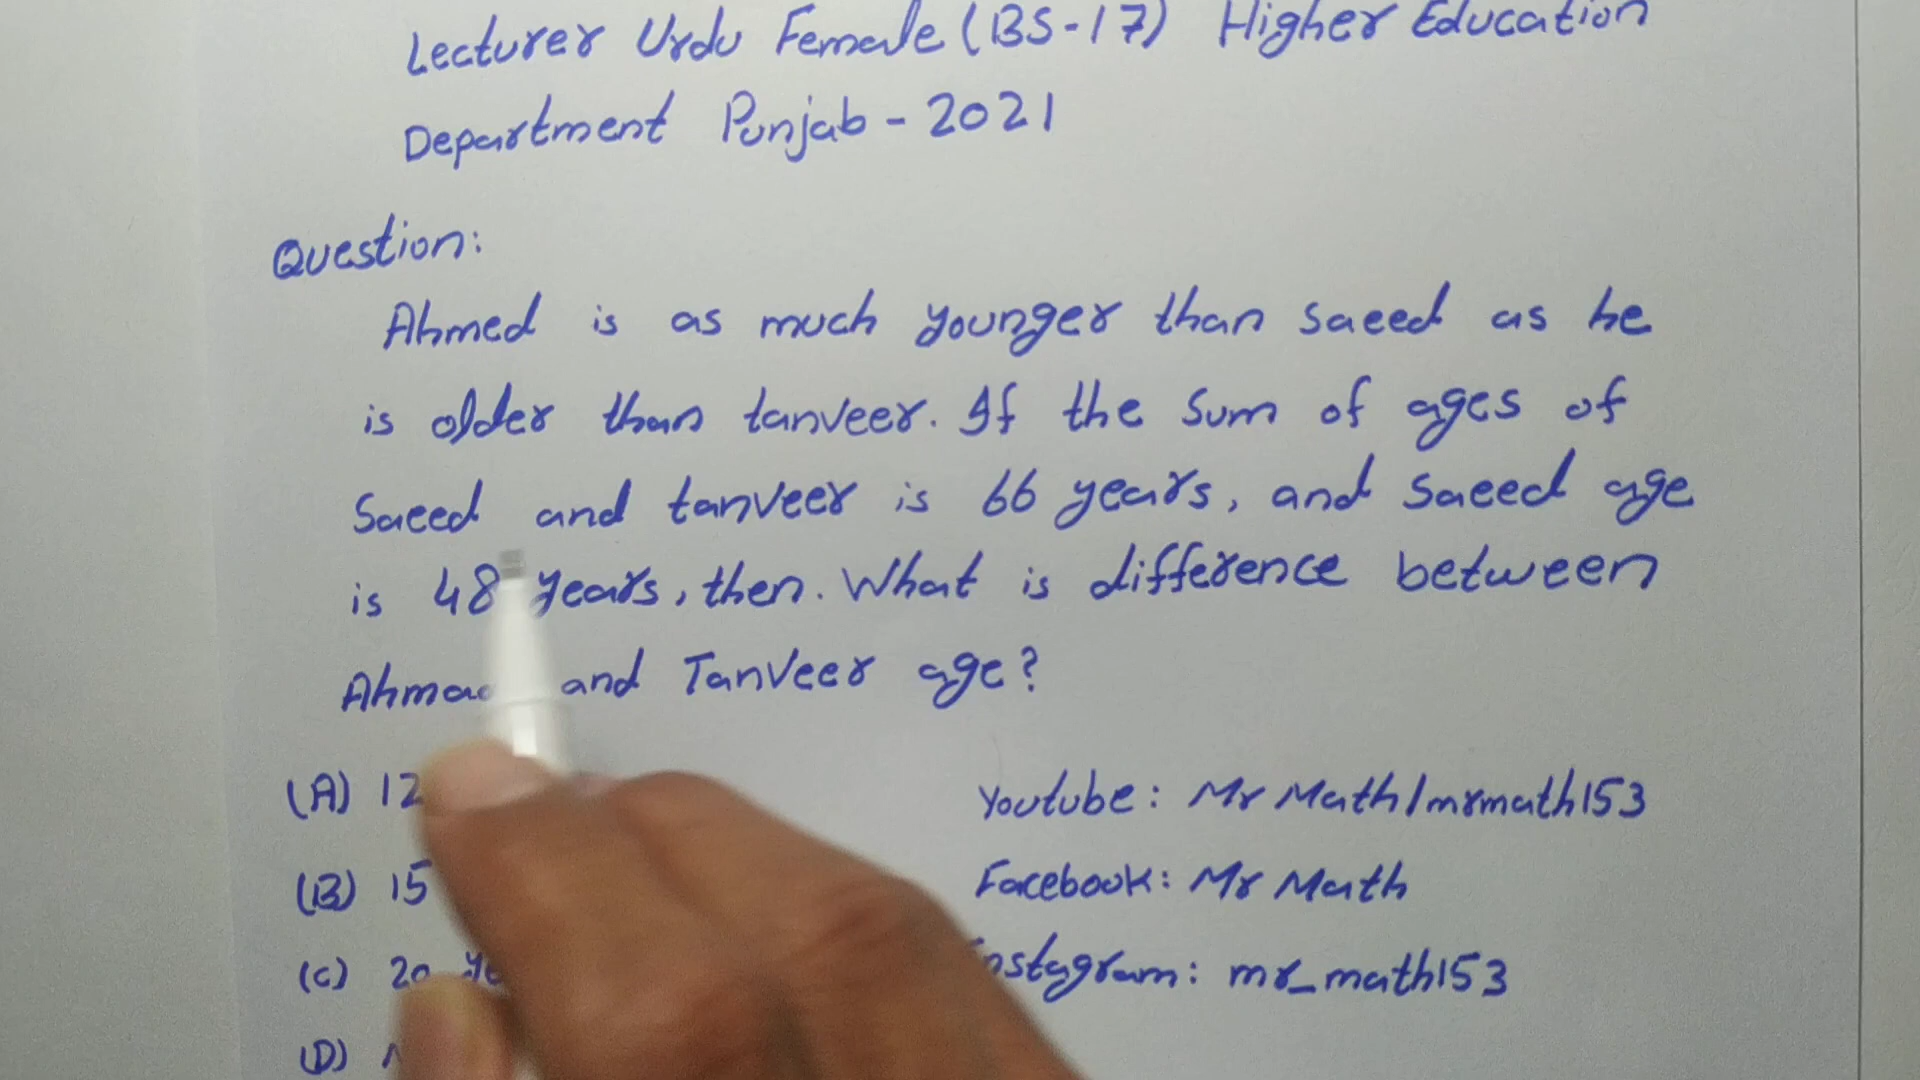 Lecturer Urdu Female (BS-17) Higher Education
Department Punjab - 2021
Question:
Ahmed is as much younger than saeed as he
is older than tanveer. If the sum of ages of
Saeed and tanveer is 66 years, and saeed age
is 48 years, then. What is difference between
and Tanveer age?
(A) 12
(B) 15
(C) 20
(D)
Youtube: Mr Math/mrmath153
Facebook: Mr Math
Instagram: mr_math153